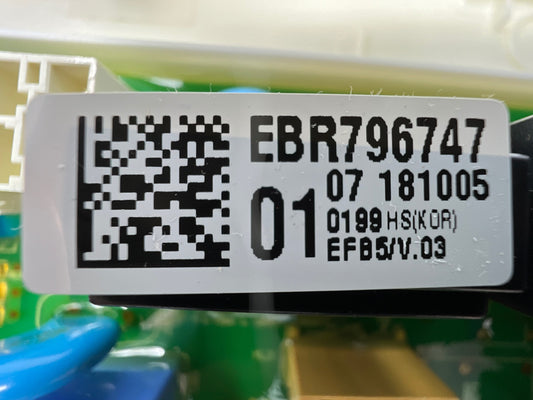 EBR796747
01 07 181005
0199 HS(KOR)
EFB5/V.03